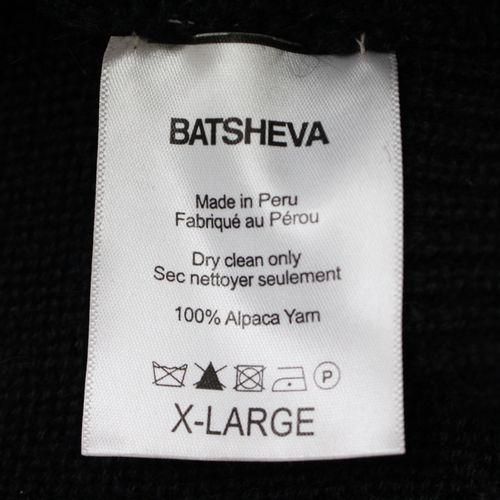 BATSHEVA
Made in Peru
Fabriqué au Pérou
Dry clean only
Sec nettoyer seulement
100% Alpaca Yarn
P
X-LARGE